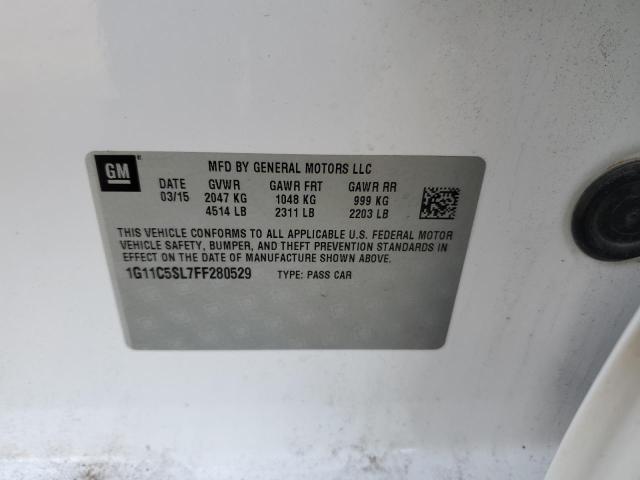 GM
MFD BY GENERAL MOTORS LLC
DATE GVWR GAWR FRT GAWR RR
03/15 2047 KG 1048 KG 999 KG
4514 LB 2311 LB 2203 LB
THIS VEHICLE CONFORMS TO ALL APPLICABLE U.S. FEDERAL MOTOR
VEHICLE SAFETY, BUMPER, AND THEFT PREVENTION STANDARDS IN
EFFECT ON THE DATE OF MANUFACTURE SHOWN ABOVE.
1G11C5SL7FF280529 TYPE: PASS CAR